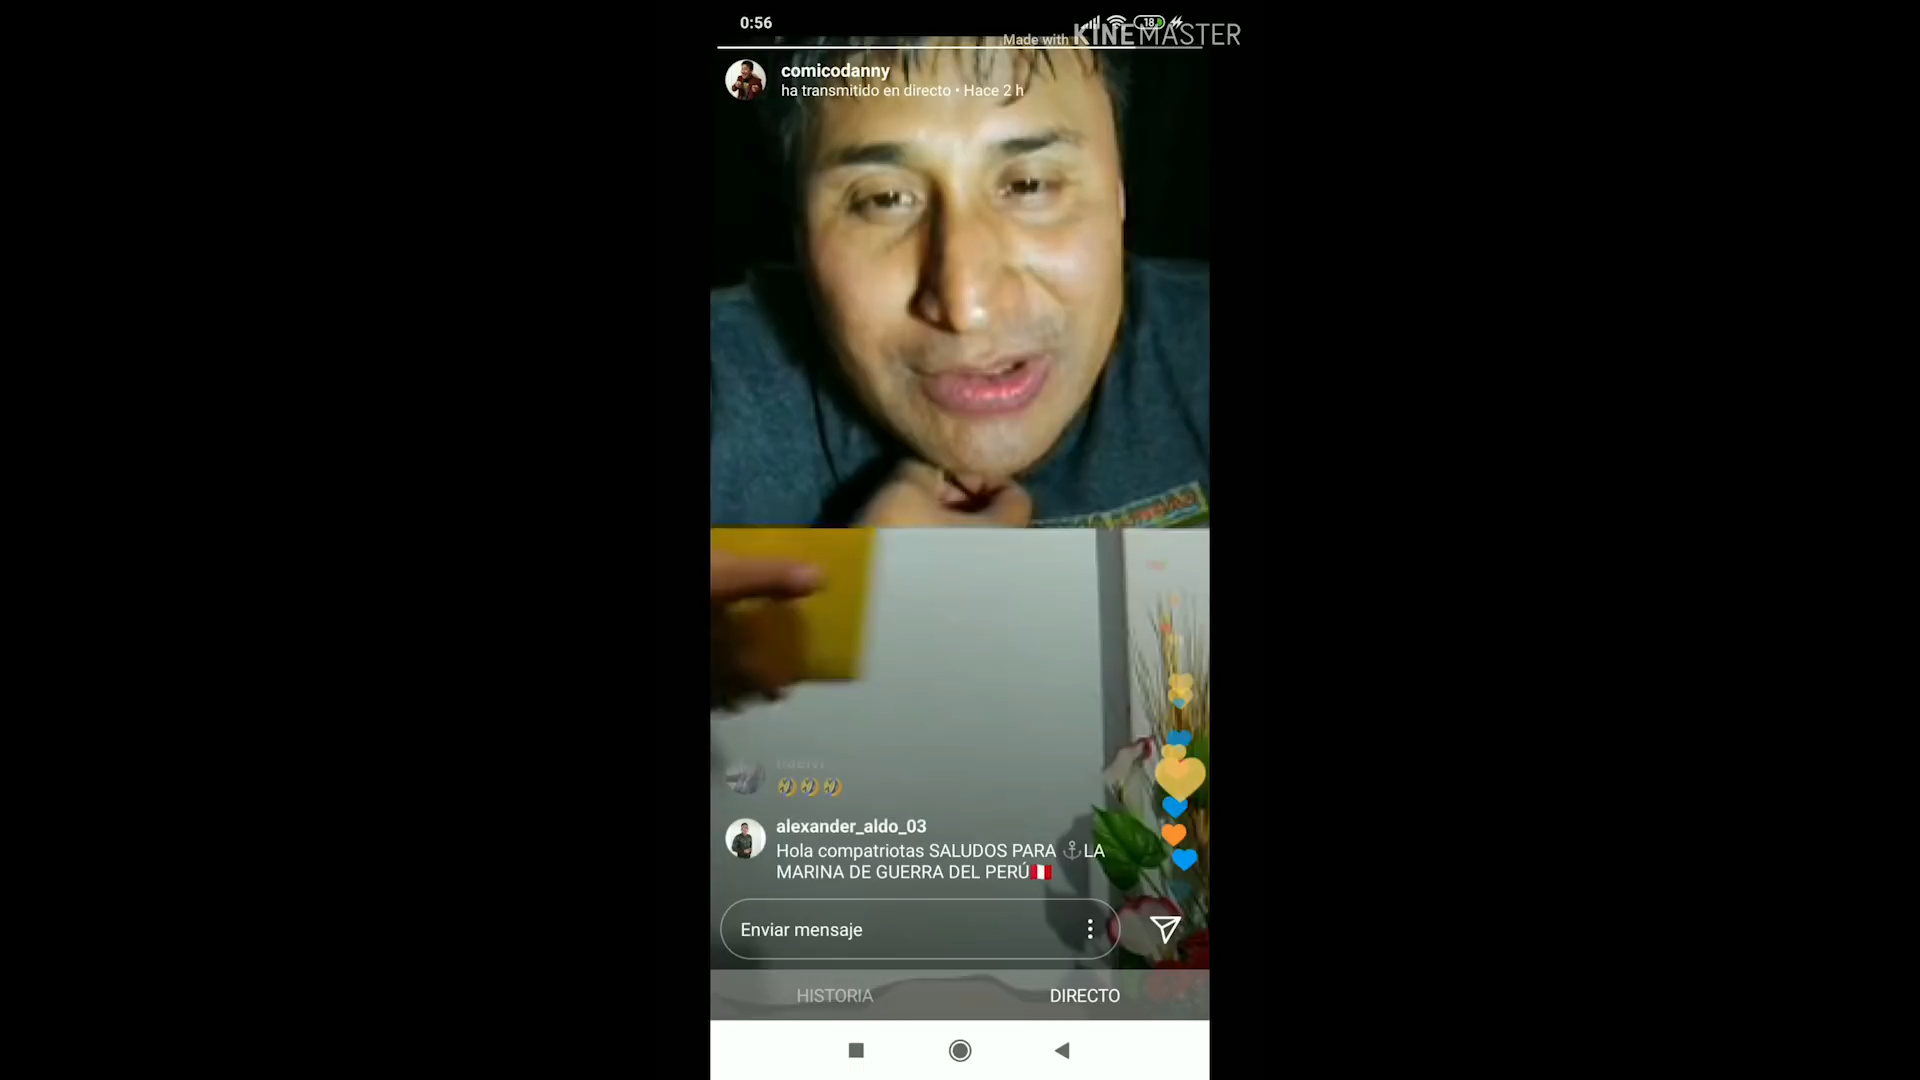 0:56
18
Made with KINEMASTER
comicodanny
ha transmitido en directo • Hace 2 h
🤣🤣🤣
alexander_aldo_03
Hola compatriotas SALUDOS PARA ⚓LA
MARINA DE GUERRA DEL PERÚ🇵🇪
Enviar mensaje
HISTORIA
DIRECTO